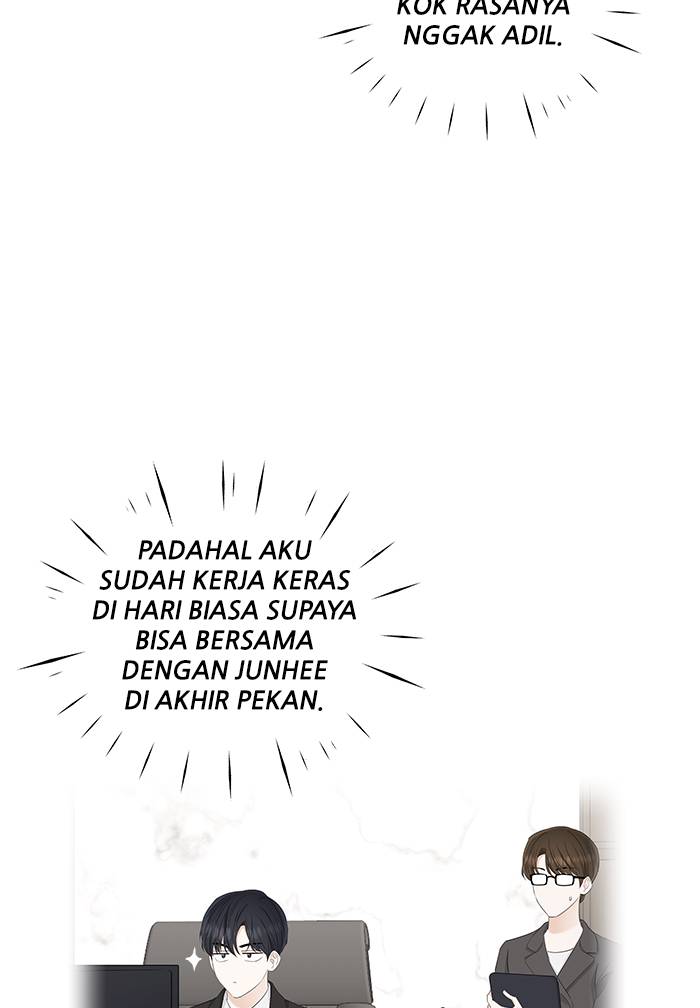 KOK RASANYA
NGGAK ADIL.
PADAHAL AKU
SUDAH KERJA KERAS
DI HARI BIASA SUPAYA
BISA BERSAMA
DENGAN JUNHEE
DI AKHIR PEKAN.